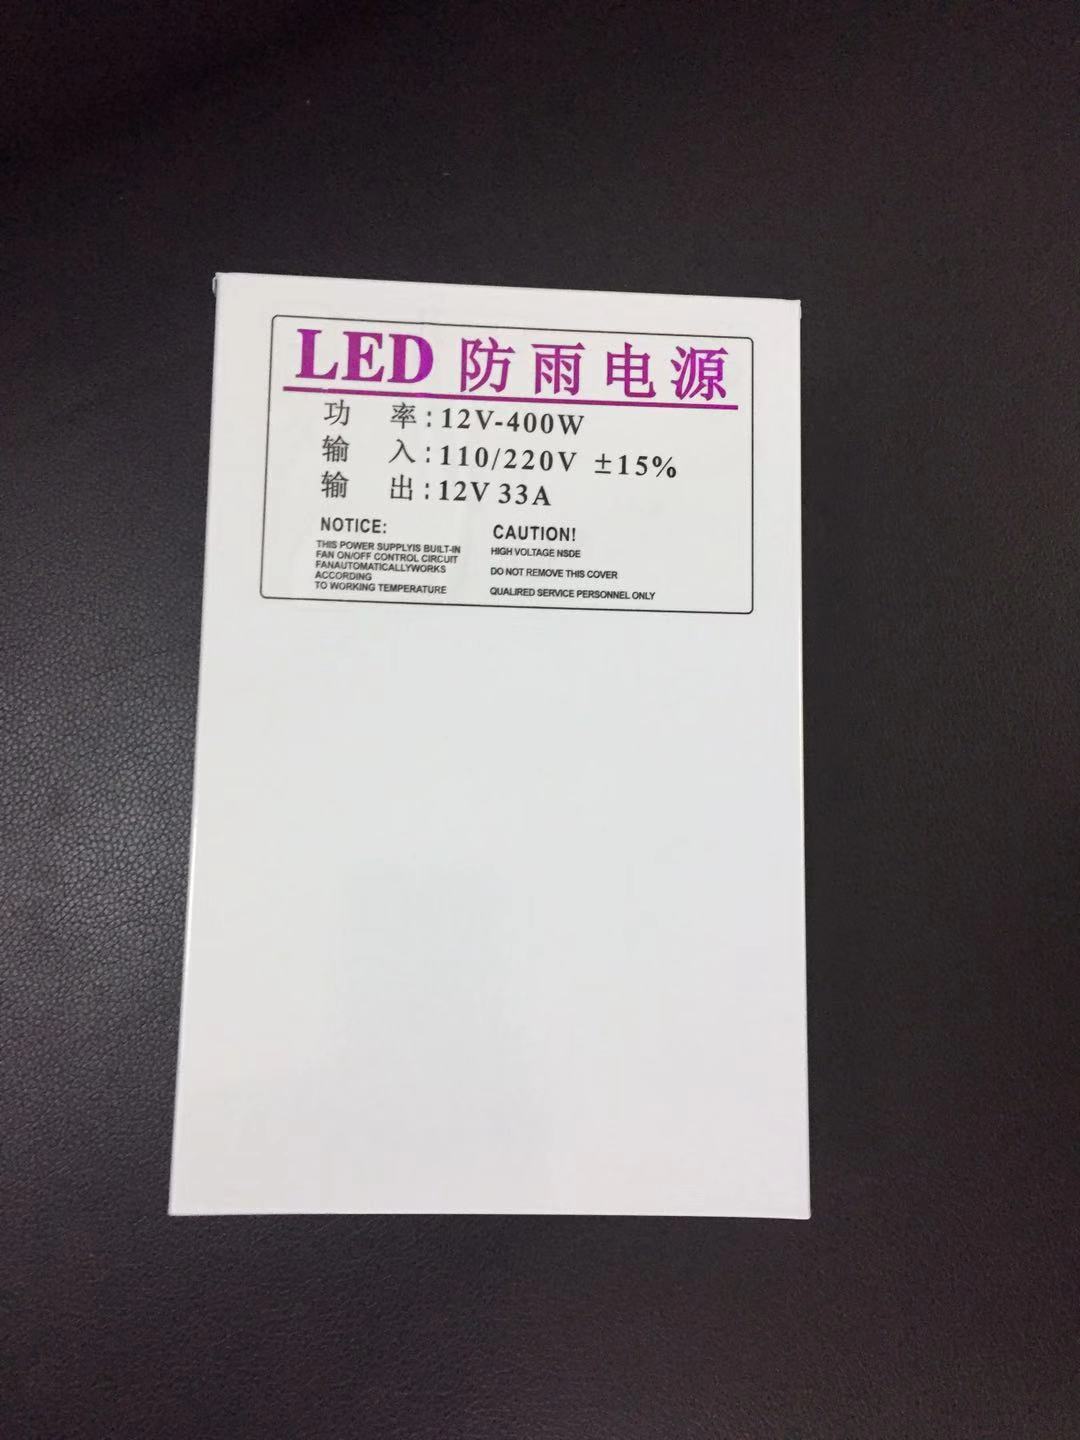 LED 防雨电源
功 率:12V-400W
输 入:110/220V ±15%
输 出:12V 33A
NOTICE:
THIS POWER SUPPLYIS BUILT-IN
FAN ON/OFF CONTROL CIRCUIT
FANAUTOMATICALLYWORKS
ACCORDING
TO WORKING TEMPERATURE
CAUTION!
HIGH VOLTAGE NSDE
DO NOT REMOVE THIS COVER
QUALIRED SERVICE PERSONNEL ONLY